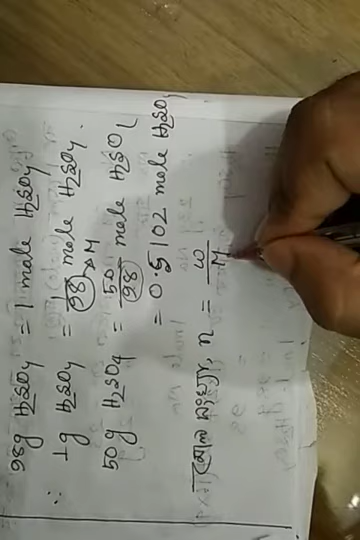 98g H2SO4 = 1 mole H2SO4
∴ 1g H2SO4 = 1/98 mole H2SO4. → M
50g H2SO4 = 50/98 mole H2SO4
= 0.5102 mole H2SO4
মোল সংখ্যা, n = w/M